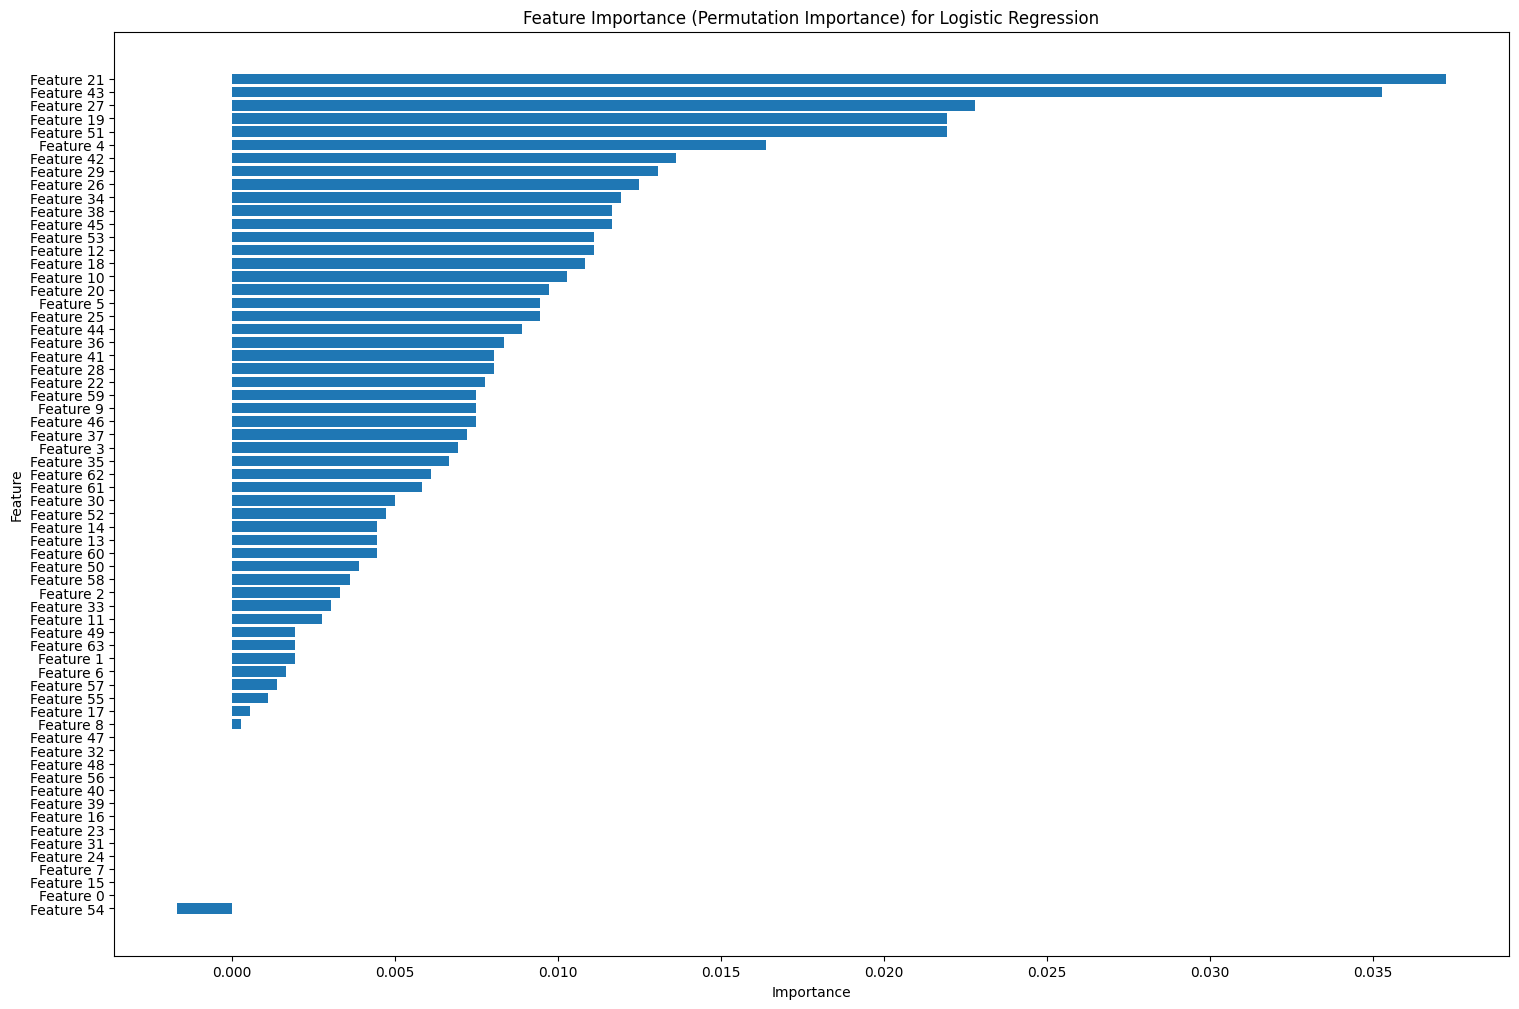 Feature Importance (Permutation Importance) for Logistic Regression
Feature 21
Feature 43
Feature 27
Feature 19
Feature 51
Feature 4
Feature 42
Feature 29
Feature 26
Feature 34
Feature 38
Feature 45
Feature 53
Feature 12
Feature 18
Feature 10
Feature 20
Feature 5
Feature 25
Feature 44
Feature 36
Feature 41
Feature 28
Feature 22
Feature 59
Feature 9
Feature 46
Feature 37
Feature 3
Feature 35
Feature 62
Feature 61
Feature 30
Feature 52
Feature 14
Feature 13
Feature 60
Feature 50
Feature 58
Feature 2
Feature 33
Feature 11
Feature 49
Feature 63
Feature 1
Feature 6
Feature 57
Feature 55
Feature 17
Feature 8
Feature 47
Feature 32
Feature 48
Feature 56
Feature 40
Feature 39
Feature 16
Feature 23
Feature 31
Feature 24
Feature 7
Feature 15
Feature 0
Feature 54
Feature
0.000 0.005 0.010 0.015 0.020 0.025 0.030 0.035
Importance